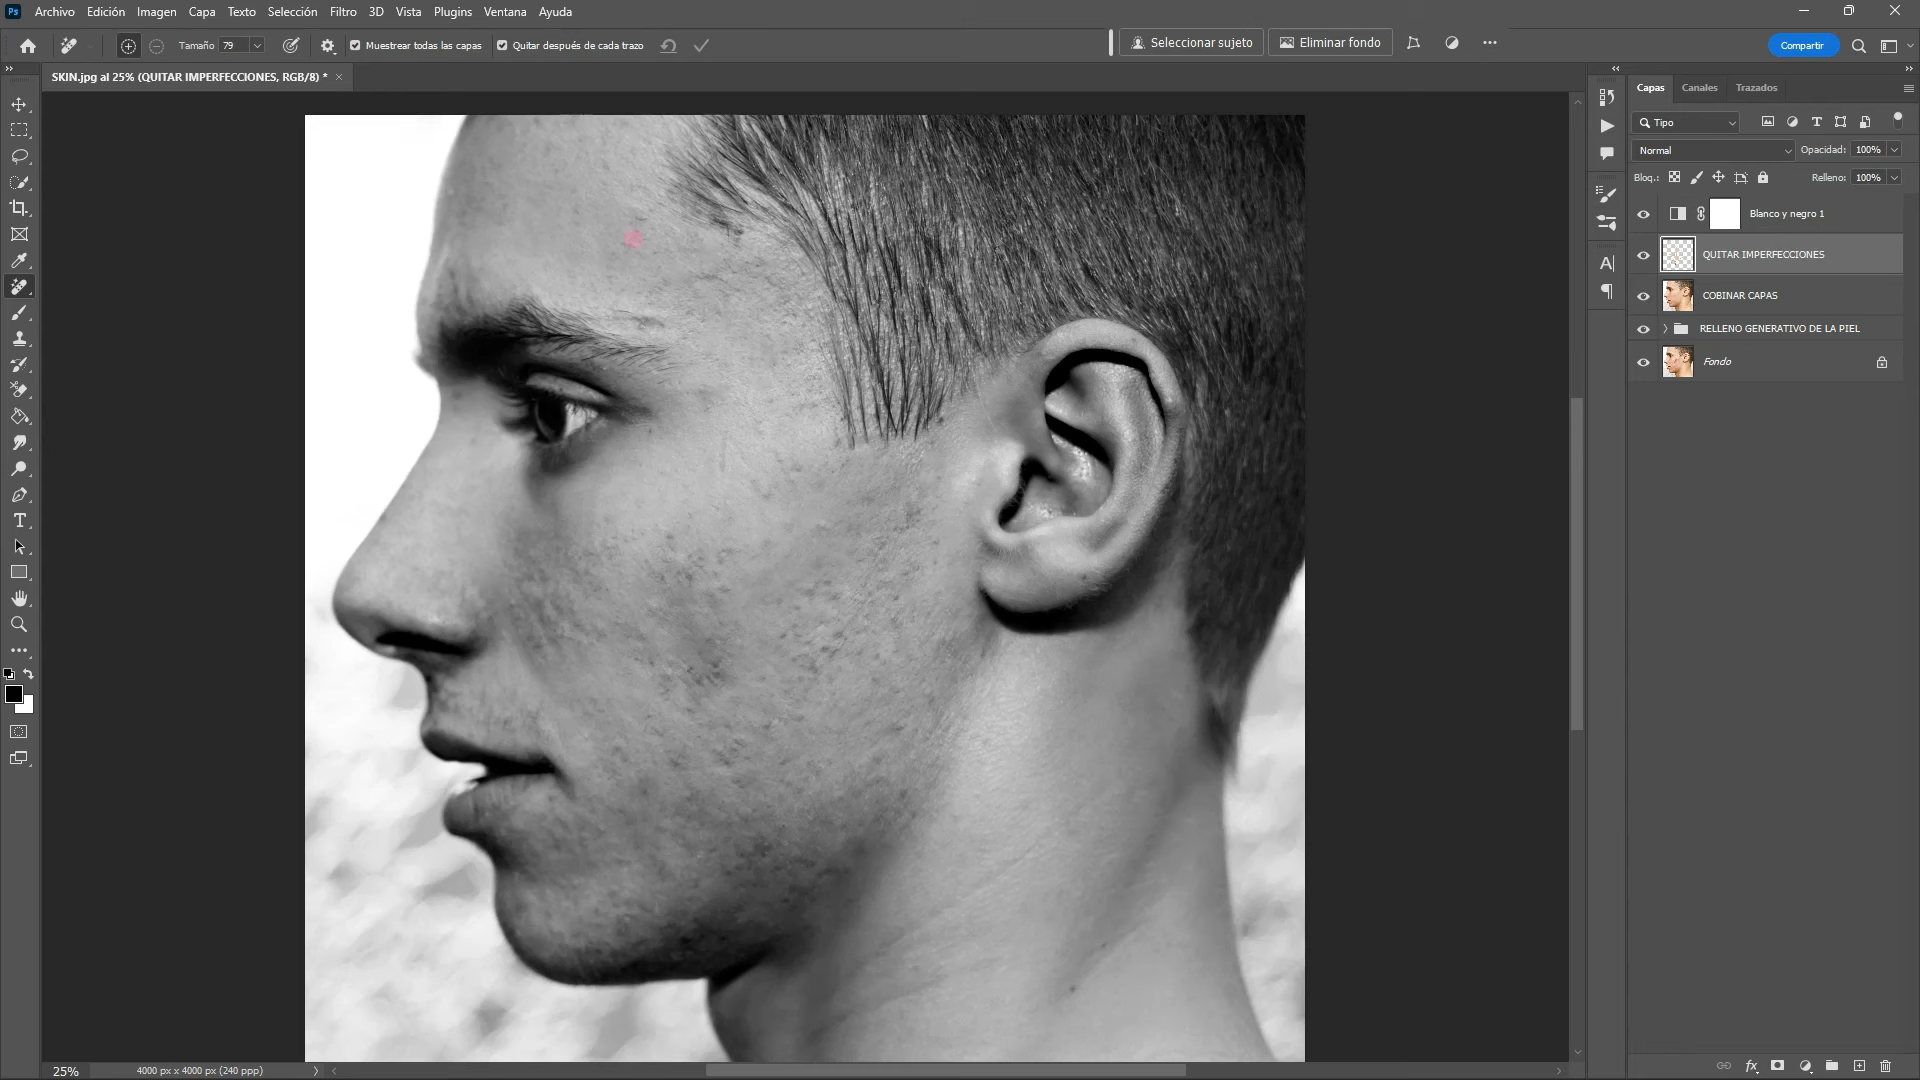 Ps Archivo Edición Imagen Capa Texto Selección Filtro 3D Vista Plugins Ventana Ayuda
Tamaño 79 Muestrear todas las capas Quitar después de cada trazo Seleccionar sujeto Eliminar fondo Compartir
SKIN.jpg al 25% (QUITAR IMPERFECCIONES, RGB/8) *
Capas Canales Trazados
Tipo
Normal Opacidad: 100%
Bloq.: Relleno: 100%
Blanco y negro 1
QUITAR IMPERFECCIONES
COBINAR CAPAS
RELLENO GENERATIVO DE LA PIEL
Fondo
25% 4000 px x 4000 px (240 ppp)